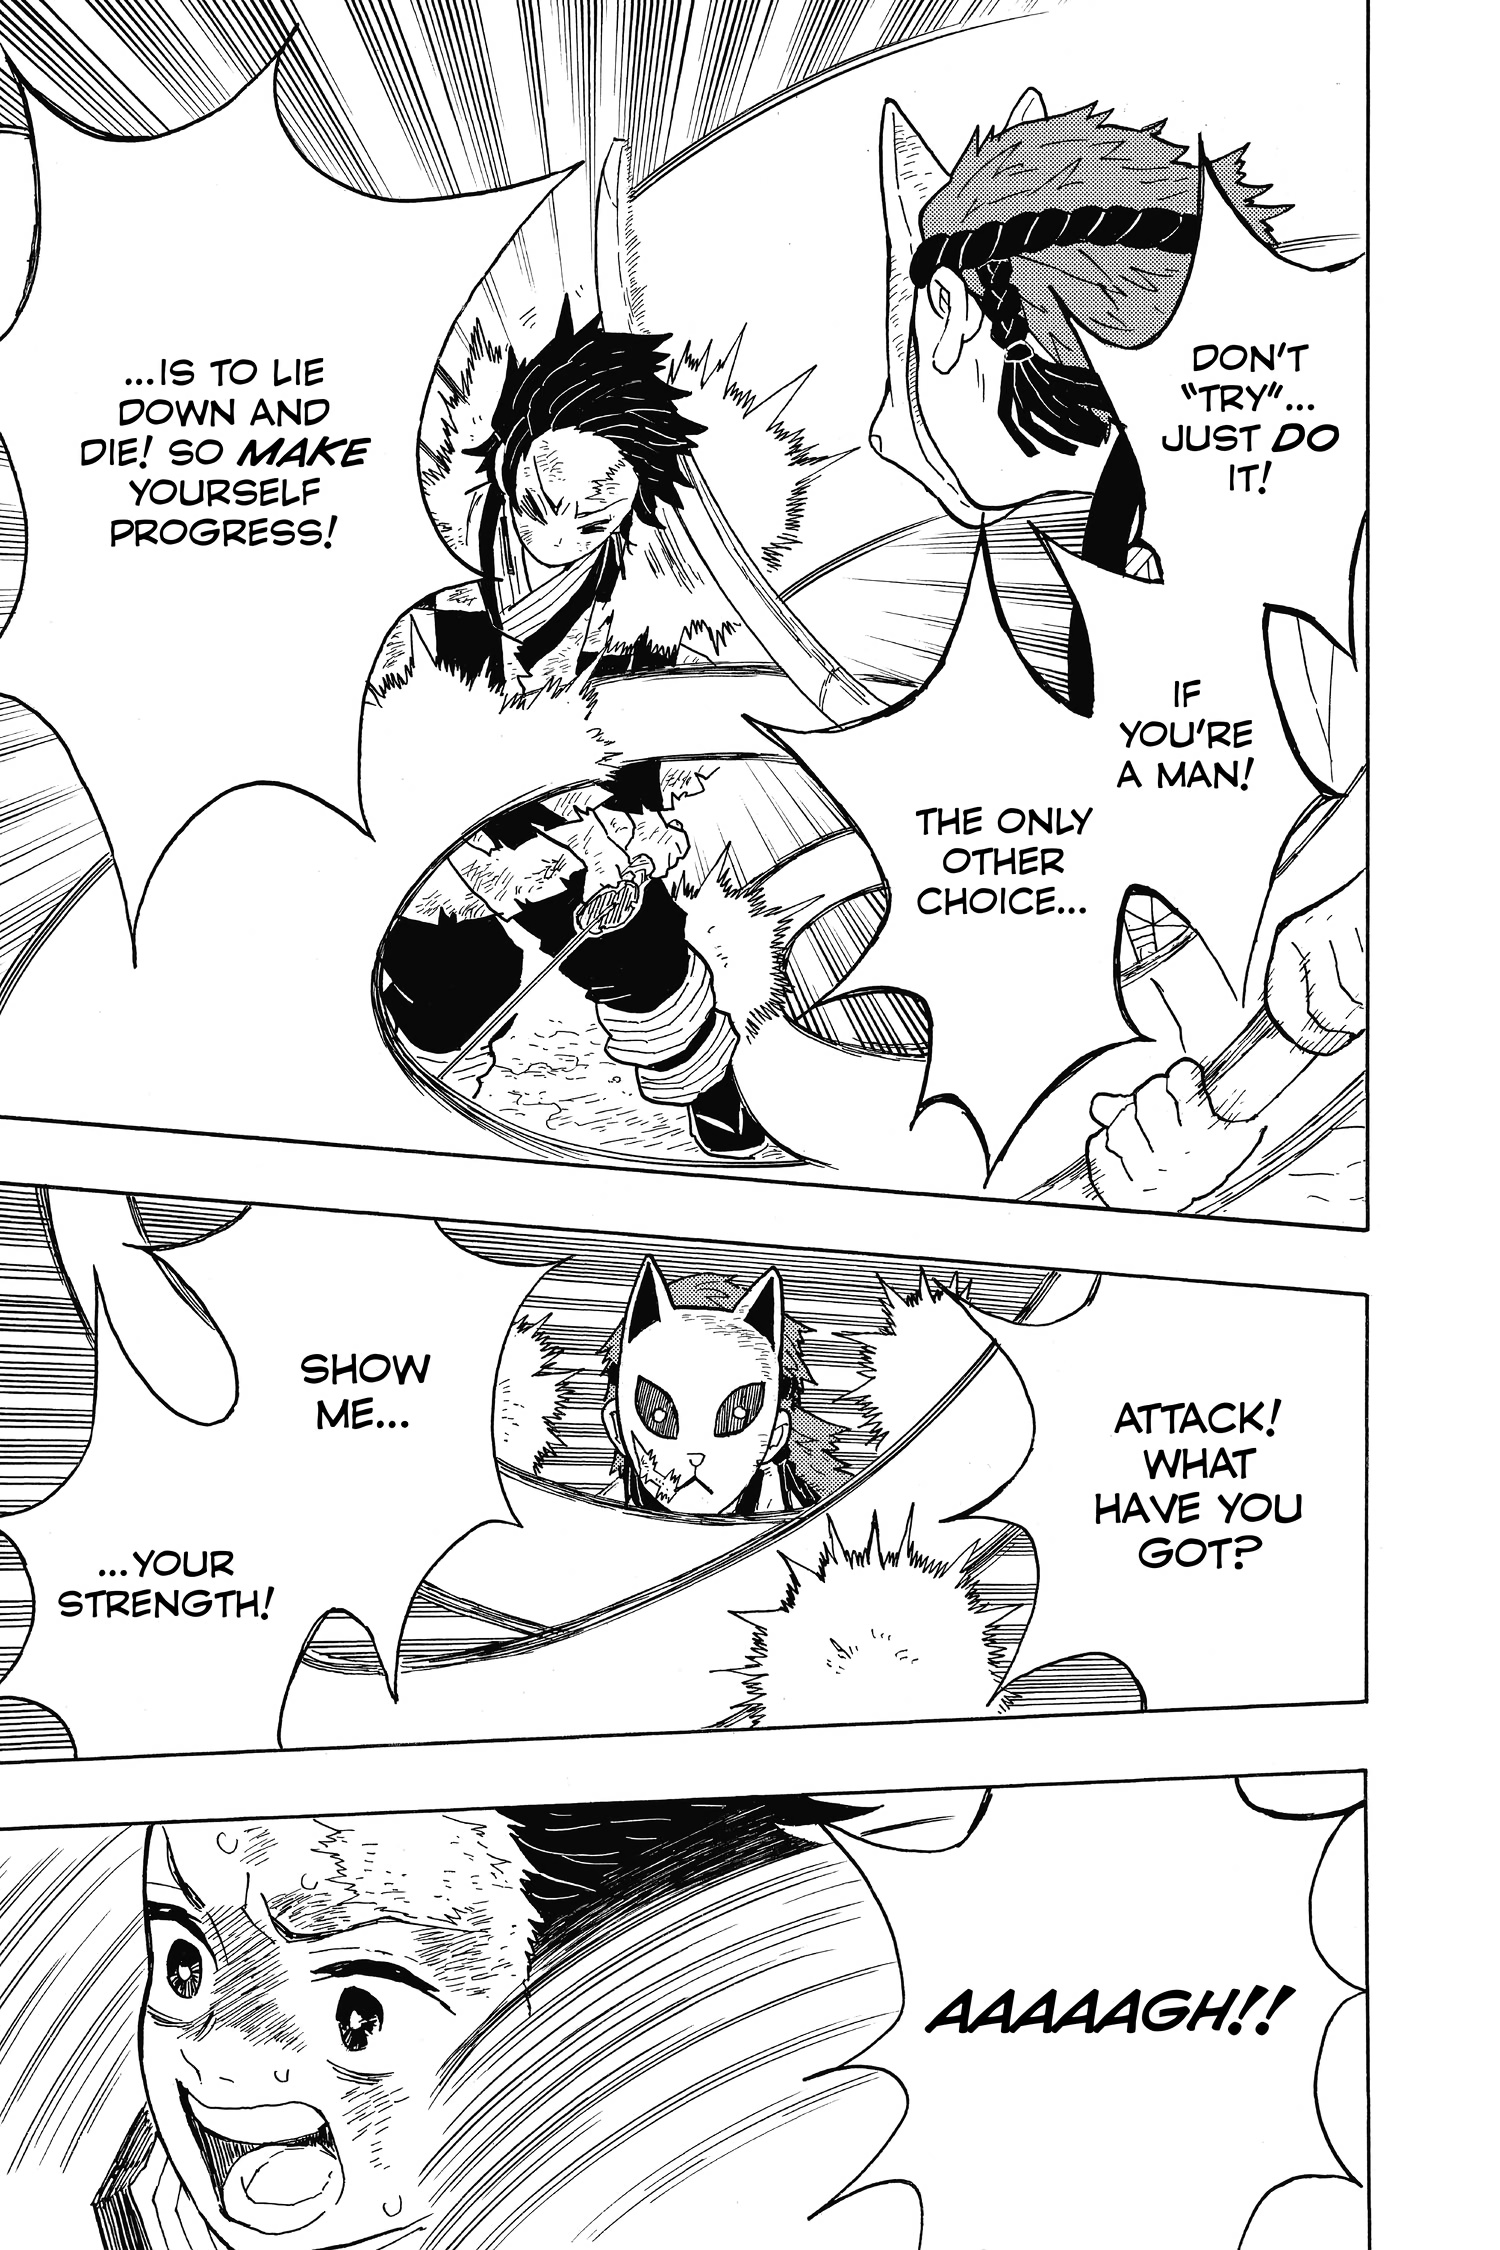 DON'T
"TRY"...
JUST DO
IT!
IF
YOU'RE
A MAN!
THE ONLY
OTHER
CHOICE...
...IS TO LIE
DOWN AND
DIE! SO MAKE
YOURSELF
PROGRESS!
ATTACK!
WHAT
HAVE YOU
GOT?
SHOW
ME...
...YOUR
STRENGTH!
AAAAAGH!!